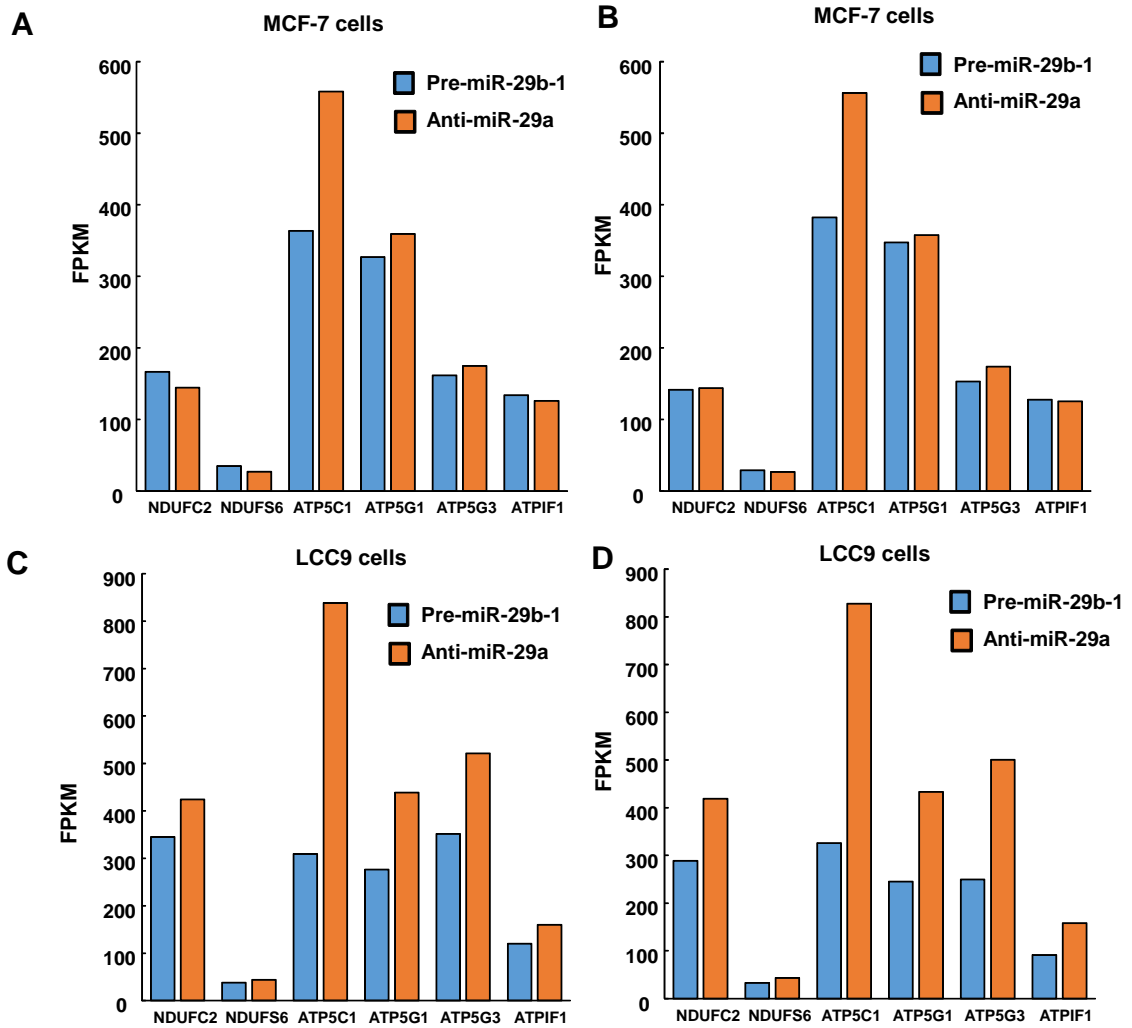 A
MCF-7 cells
600
500
400
300
200
100
0
FPKM
Pre-miR-29b-1
Anti-miR-29a
NDUFC2 NDUFS6 ATP5C1 ATP5G1 ATP5G3 ATPIF1
B
MCF-7 cells
600
500
400
300
200
100
0
FPKM
Pre-miR-29b-1
Anti-miR-29a
NDUFC2 NDUFS6 ATP5C1 ATP5G1 ATP5G3 ATPIF1
C
LCC9 cells
900
800
700
600
500
400
300
200
100
0
FPKM
Pre-miR-29b-1
Anti-miR-29a
NDUFC2 NDUFS6 ATP5C1 ATP5G1 ATP5G3 ATPIF1
D
LCC9 cells
900
800
700
600
500
400
300
200
100
0
FPKM
Pre-miR-29b-1
Anti-miR-29a
NDUFC2 NDUFS6 ATP5C1 ATP5G1 ATP5G3 ATPIF1